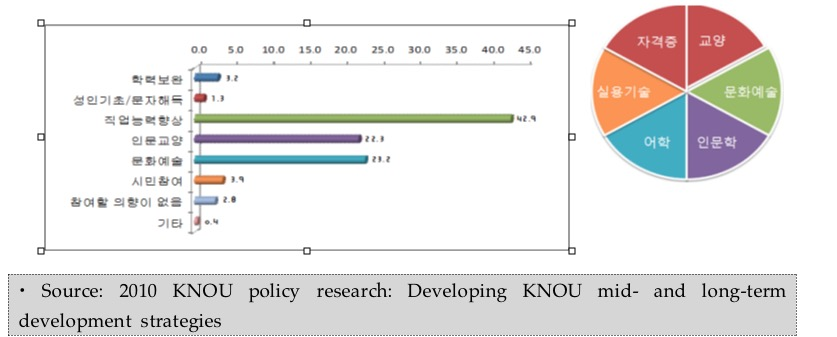 0.0 5.0 10.0 15.0 20.0 25.0 30.0 35.0 40.0 45.0
학력보완 3.2
성인기초/문자해득 1.3
직업능력향상 42.9
인문교양 22.3
문화예술 23.2
시민참여 3.9
참여할 의향이 없음 2.8
기타 0.4
자격증 교양
실용기술 문화예술
어학 인문학
• Source: 2010 KNOU policy research: Developing KNOU mid- and long-term
development strategies